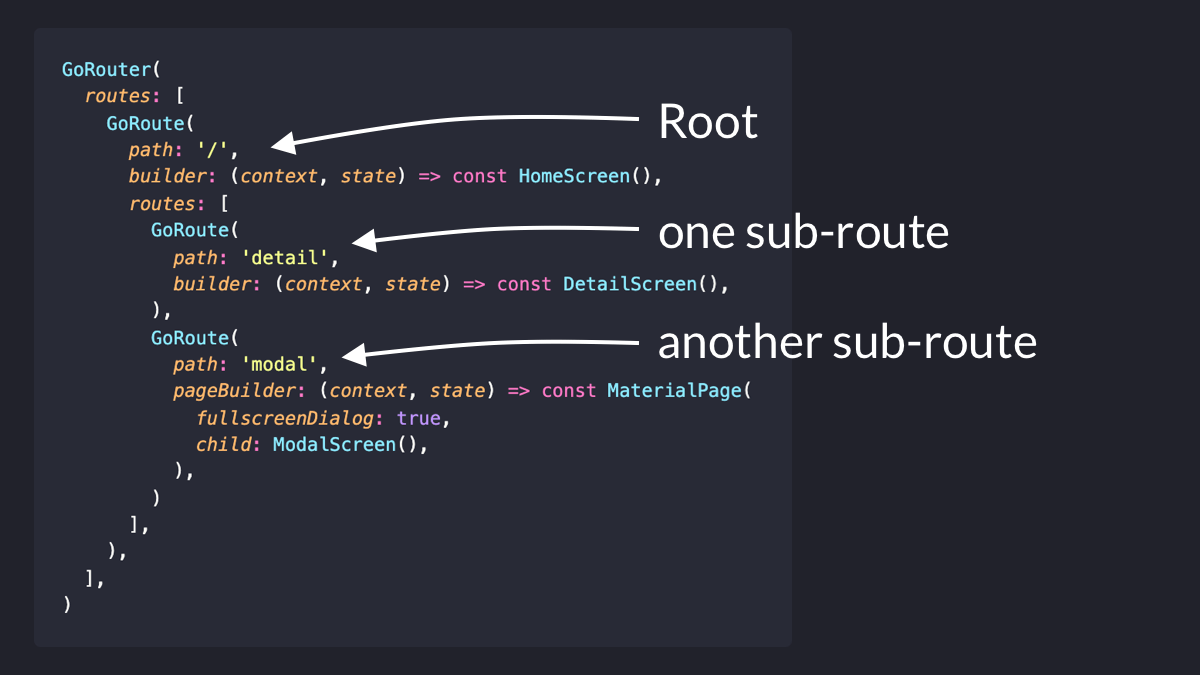 GoRouter(
  routes: [
    GoRoute(
      path: '/',
Root
      builder: (context, state) => const HomeScreen(),
      routes: [
        GoRoute(
one sub-route
          path: 'detail',
          builder: (context, state) => const DetailScreen(),
        ),
        GoRoute(
another sub-route
          path: 'modal',
          pageBuilder: (context, state) => const MaterialPage(
            fullscreenDialog: true,
            child: ModalScreen(),
          ),
        )
      ],
    ),
  ],
)